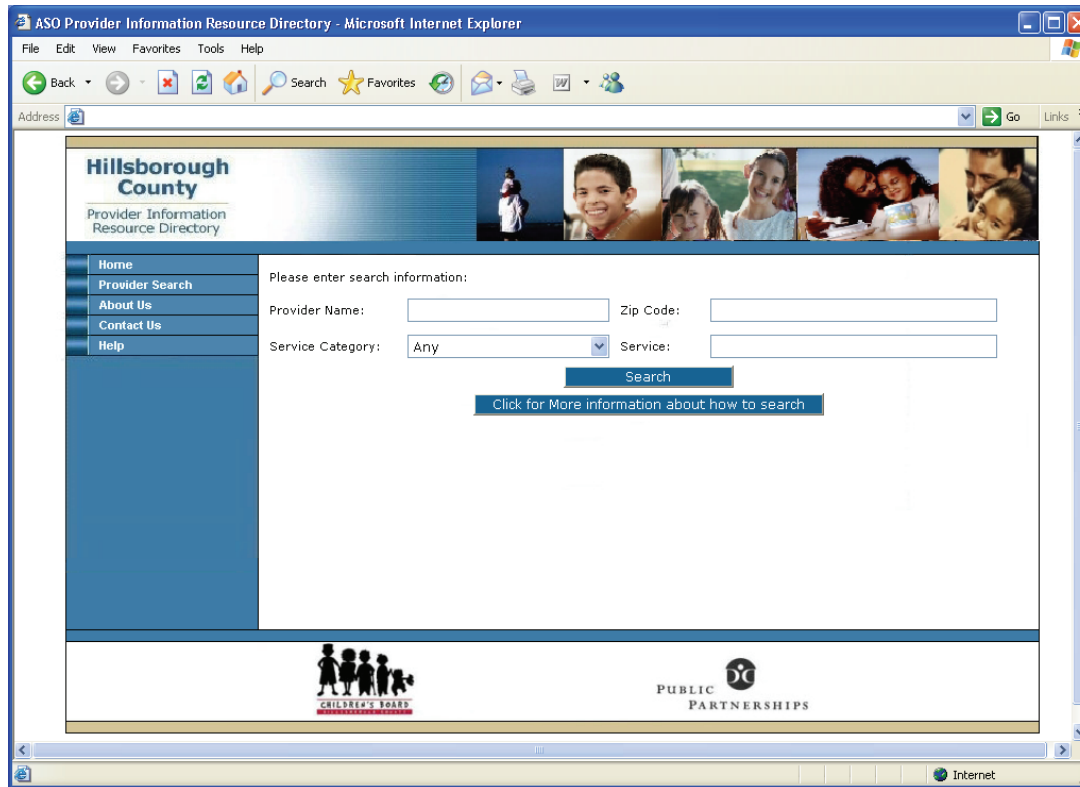 ASO Provider Information Resource Directory - Microsoft Internet Explorer
File Edit View Favorites Tools Help
Back Search Favorites
Address Go Links
Hillsborough
County
Provider Information
Resource Directory
Home
Provider Search
About Us
Contact Us
Help
Please enter search information:
Provider Name: Zip Code:
Service Category: Any Service:
Search
Click for More information about how to search
CHILDREN'S BOARD
HILLSBOROUGH COUNTY
PUBLIC
PARTNERSHIPS
Internet